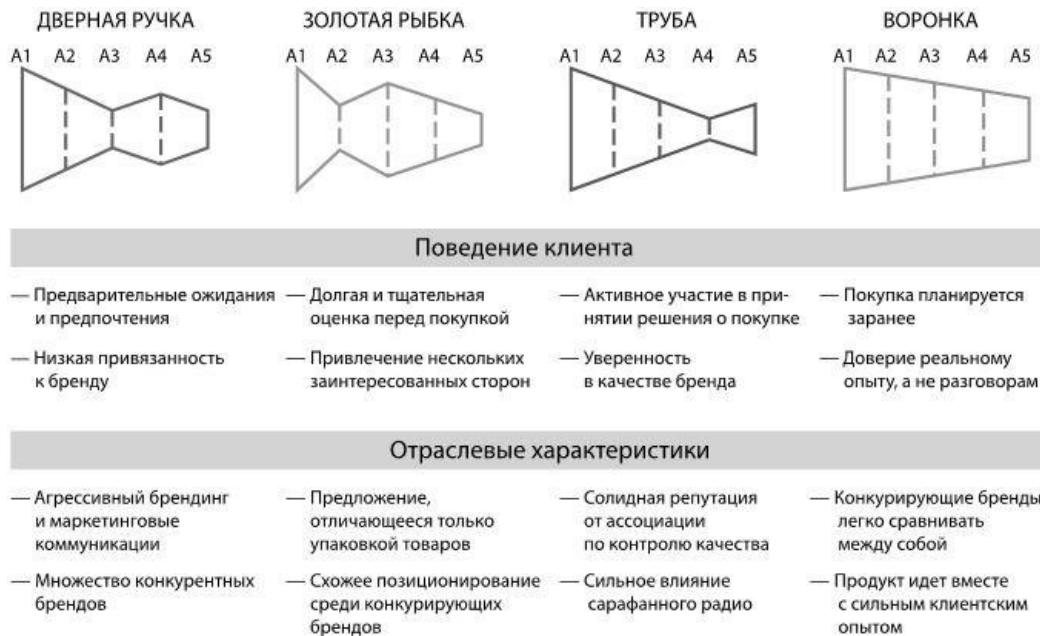 ДВЕРНАЯ РУЧКА
A1 A2 A3 A4 A5
ЗОЛОТАЯ РЫБКА
A1 A2 A3 A4 A5
ТРУБА
A1 A2 A3 A4 A5
ВОРОНКА
A1 A2 A3 A4 A5
Поведение клиента
— Предварительные ожидания
и предпочтения
— Низкая привязанность
к бренду
— Долгая и тщательная
оценка перед покупкой
— Привлечение нескольких
заинтересованных сторон
— Активное участие в при-
нятии решения о покупке
— Уверенность
в качестве бренда
— Покупка планируется
заранее
— Доверие реальному
опыту, а не разговорам
Отраслевые характеристики
— Агрессивный брендинг
и маркетинговые
коммуникации
— Множество конкурентных
брендов
— Предложение,
отличающееся только
упаковкой товаров
— Схожее позиционирование
среди конкурирующих
брендов
— Солидная репутация
от ассоциации
по контролю качества
— Сильное влияние
сарафанного радио
— Конкурирующие бренды
легко сравнивать
между собой
— Продукт идет вместе
с сильным клиентским
опытом